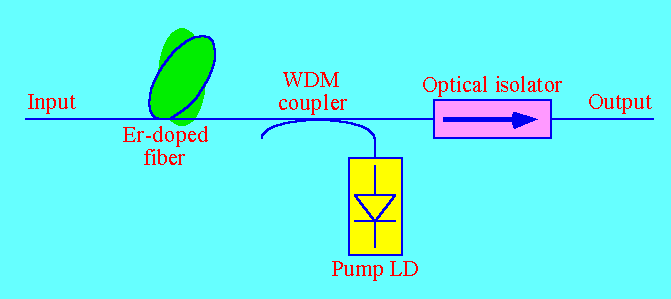 Input
Er-doped
fiber
WDM
coupler
Optical isolator
Output
Pump LD